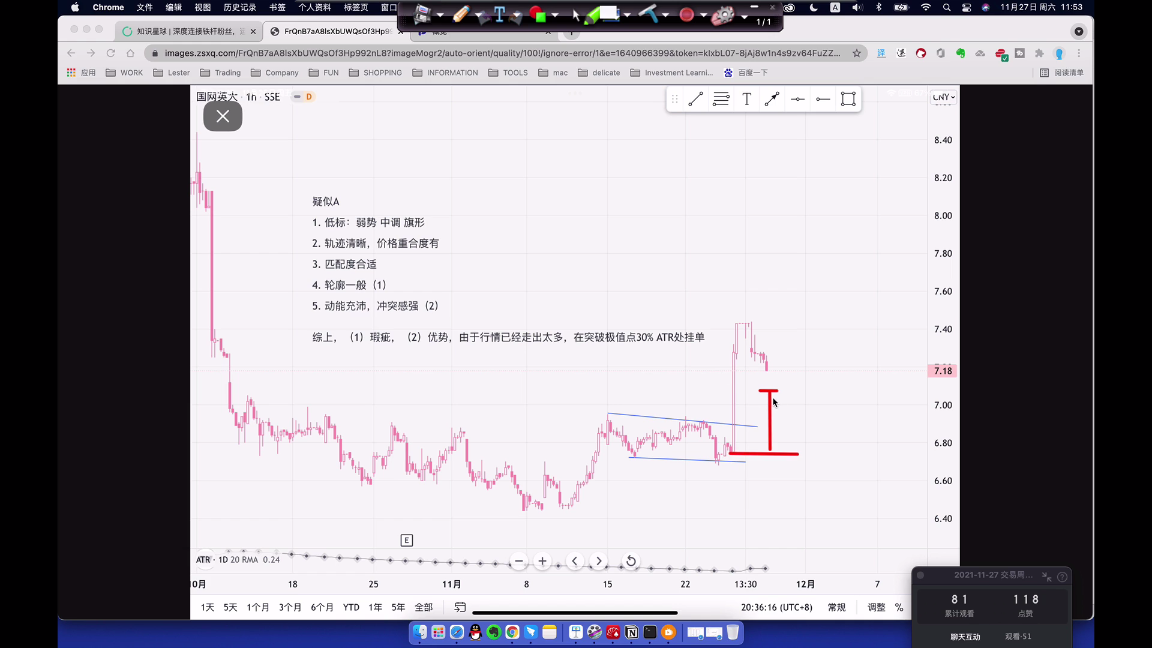 Chrome 文件 编辑 视图 历史记录 书签 个人资料 标签页 窗口
11月27日 周六 11:53
1/1
知识星球 | 深度连接铁杆粉丝,
FrQnB7aA8lsXbUWQsOf3Hp9
images.zsxq.com/FrQnB7aA8lsXbUWQsOf3Hp992nL8?imageMogr2/auto-orient/quality/100!/ignore-error/1&e=1640966399&token=kIxbL07-8jAj8w1n4s9zv64FuZZ...
应用 WORK Lester Trading Company FUN SHOPPING INFORMATION TOOLS mac delicate Investment Learni... 百度一下 阅读清单
国网英大 · 1h · SSE D
CNY
8.40
8.20
8.00
7.80
7.60
7.40
7.18
7.00
6.80
6.60
6.40
疑似A
1. 低标：弱势 中调 旗形
2. 轨迹清晰，价格重合度有
3. 匹配度合适
4. 轮廓一般（1）
5. 动能充沛，冲突感强（2）
综上，（1）瑕疵，（2）优势，由于行情已经走出太多，在突破极值点30% ATR处挂单
E
ATR · 1D 20 RMA 0.24
18 25 11月 8 15 22 13:30 12月 7
1天 5天 1个月 3个月 6个月 YTD 1年 5年 全部
20:36:16 (UTC+8) 常规 调整 %
2021-11-27 交易周...
81 118
累计观看 点赞
聊天互动 观看·51